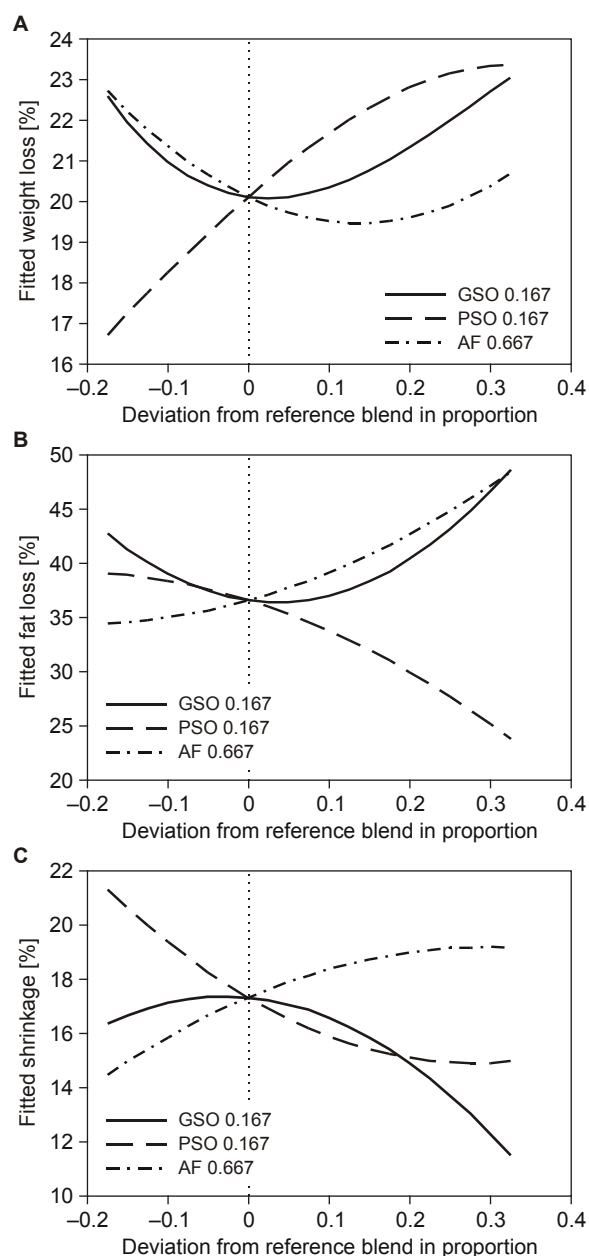 A
24
23
22
21
20
19
18
17
16
Fitted weight loss [%]
GSO 0.167
PSO 0.167
AF 0.667
–0.2 –0.1 0 0.1 0.2 0.3 0.4
Deviation from reference blend in proportion
B
50
45
40
35
30
25
20
Fitted fat loss [%]
GSO 0.167
PSO 0.167
AF 0.667
–0.2 –0.1 0 0.1 0.2 0.3 0.4
Deviation from reference blend in proportion
C
22
20
18
16
14
12
10
Fitted shrinkage [%]
GSO 0.167
PSO 0.167
AF 0.667
–0.2 –0.1 0 0.1 0.2 0.3 0.4
Deviation from reference blend in proportion